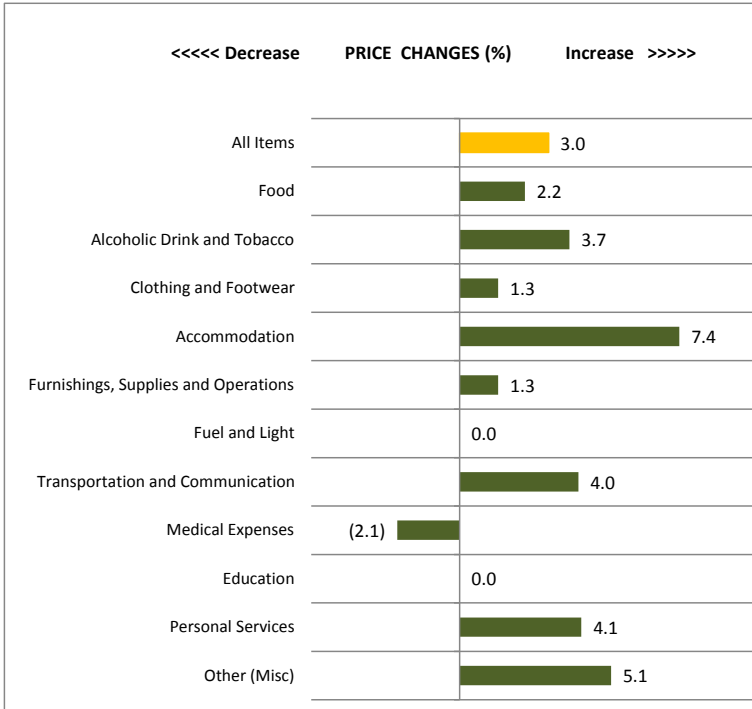 <<<<< Decrease PRICE CHANGES (%) Increase >>>>>
All Items 3.0
Food 2.2
Alcoholic Drink and Tobacco 3.7
Clothing and Footwear 1.3
Accommodation 7.4
Furnishings, Supplies and Operations 1.3
Fuel and Light 0.0
Transportation and Communication 4.0
Medical Expenses (2.1)
Education 0.0
Personal Services 4.1
Other (Misc) 5.1